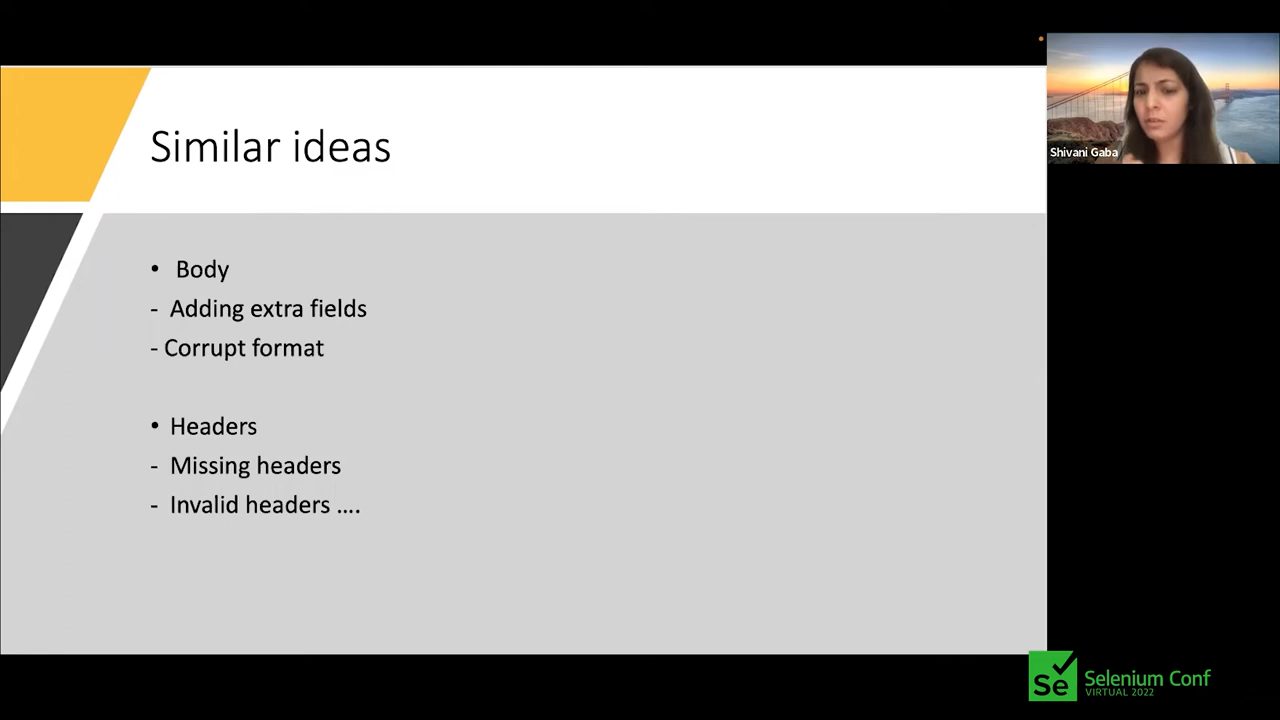 Similar ideas
• Body
- Adding extra fields
- Corrupt format
• Headers
- Missing headers
- Invalid headers ....
Shivani Gaba
Se
Selenium Conf
VIRTUAL 2022